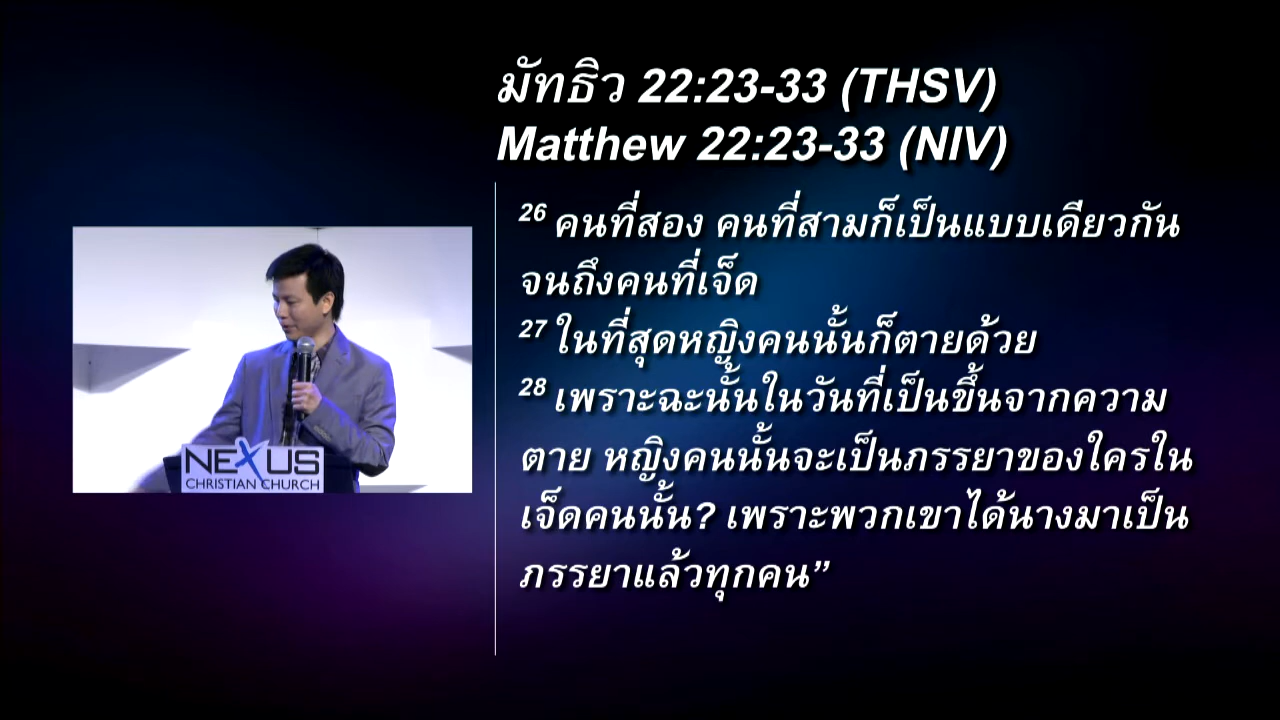 มัทธิว 22:23-33 (THSV)
Matthew 22:23-33 (NIV)
26 คนที่สอง คนที่สามก็เป็นแบบเดียวกัน
จนถึงคนที่เจ็ด
27 ในที่สุดหญิงคนนั้นก็ตายด้วย
28 เพราะฉะนั้นในวันที่เป็นขึ้นจากความ
ตาย หญิงคนนั้นจะเป็นภรรยาของใครใน
เจ็ดคนนั้น? เพราะพวกเขาได้นางมาเป็น
ภรรยาแล้วทุกคน”
NEXUS
CHRISTIAN CHURCH